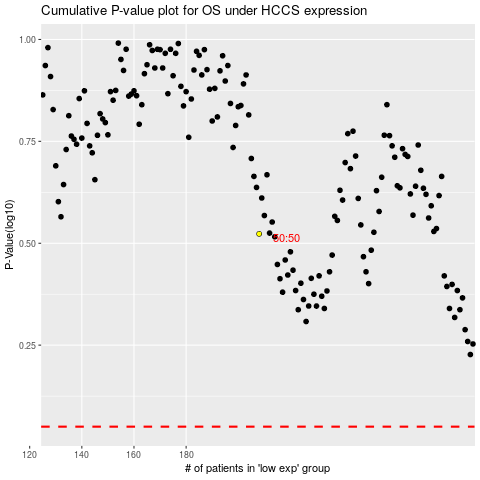 Cumulative P-value plot for OS under HCCS expression
P-Value(log10)
1.00
0.75
0.50
0.25
50:50
120 140 160 180
# of patients in 'low exp' group